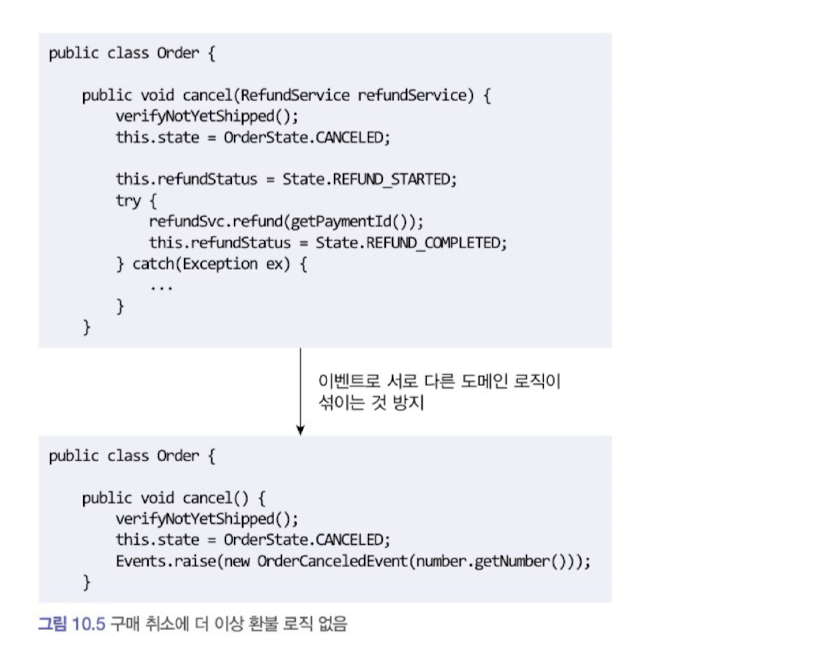 public class Order {
public void cancel(RefundService refundService) {
verifyNotYetShipped();
this.state = OrderState.CANCELED;
this.refundStatus = State.REFUND_STARTED;
try {
refundSvc.refund(getPaymentId());
this.refundStatus = State.REFUND_COMPLETED;
} catch(Exception ex) {
...
}
}
이벤트로 서로 다른 도메인 로직이
섞이는 것 방지
public class Order {
public void cancel() {
verifyNotYetShipped();
this.state = OrderState.CANCELED;
Events.raise(new OrderCanceledEvent(number.getNumber()));
}
그림 10.5 구매 취소에 더 이상 환불 로직 없음